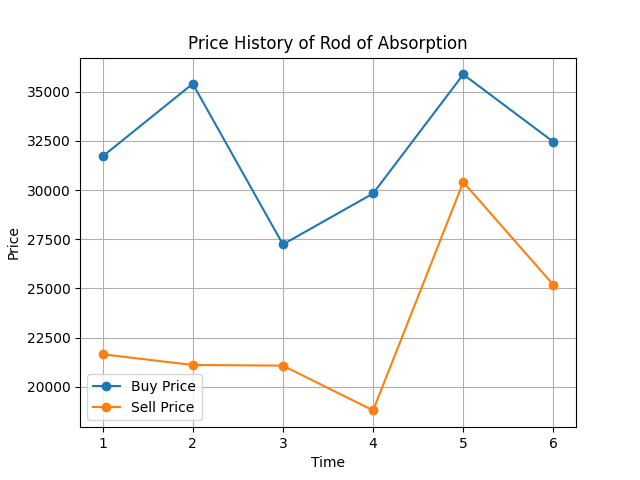 Price History of Rod of Absorption
Price
35000
32500
30000
27500
25000
22500
20000
Buy Price
Sell Price
1 2 3 4 5 6
Time